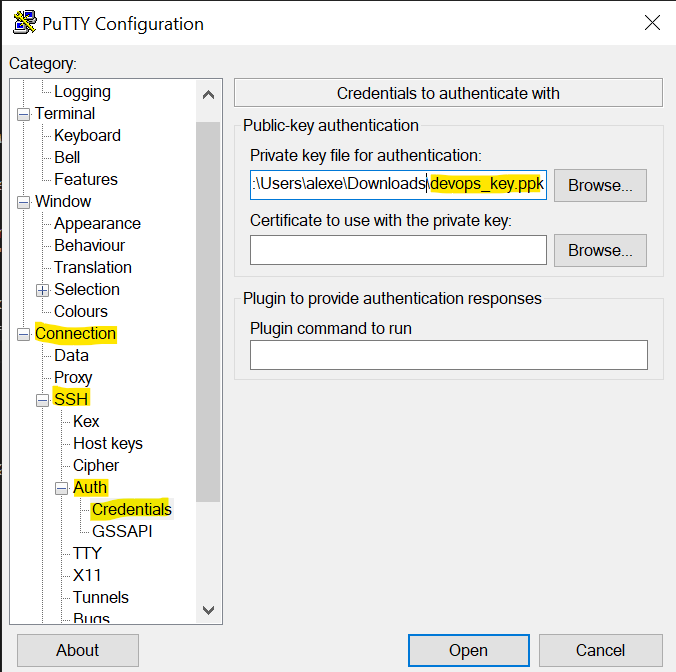 PuTTY Configuration
Category:
Logging
Terminal
Keyboard
Bell
Features
Window
Appearance
Behaviour
Translation
Selection
Colours
Connection
Data
Proxy
SSH
Kex
Host keys
Cipher
Auth
Credentials
GSSAPI
TTY
X11
Tunnels
Bugs
Credentials to authenticate with
Public-key authentication
Private key file for authentication:
:\Users\alexe\Downloads\devops_key.ppk
Browse...
Certificate to use with the private key:
Browse...
Plugin to provide authentication responses
Plugin command to run
About
Open
Cancel